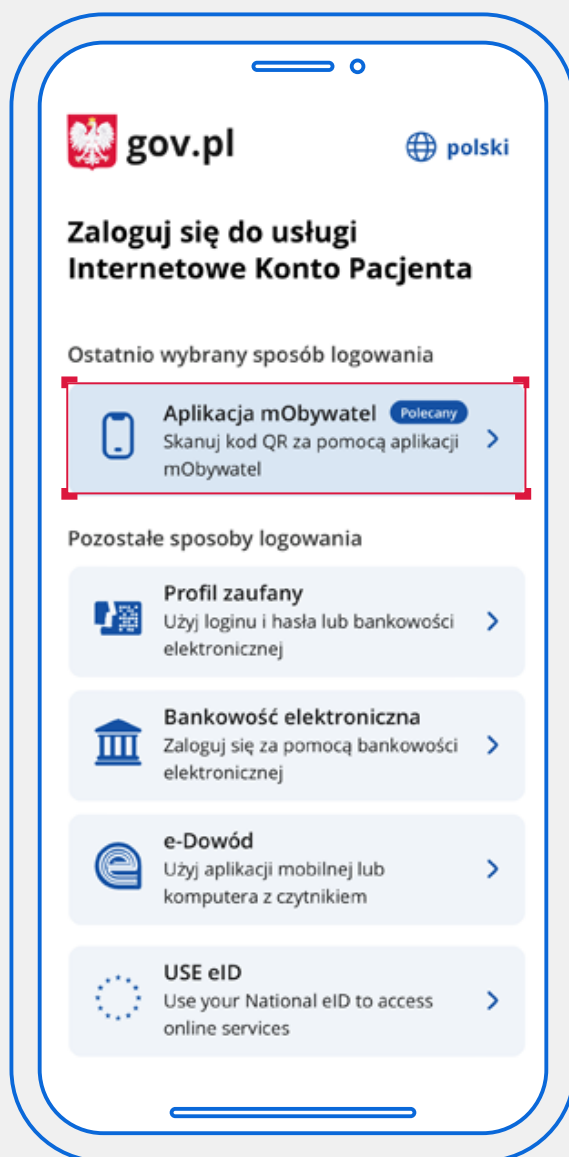 gov.pl
polski
Zaloguj się do usługi
Internetowe Konto Pacjenta
Ostatnio wybrany sposób logowania
Aplikacja mObywatel Polecany
Skanuj kod QR za pomocą aplikacji
mObywatel
Pozostałe sposoby logowania
Profil zaufany
Użyj loginu i hasła lub bankowości
elektronicznej
Bankowość elektroniczna
Zaloguj się za pomocą bankowości
elektronicznej
e-Dowód
Użyj aplikacji mobilnej lub
komputera z czytnikiem
USE eID
Use your National eID to access
online services